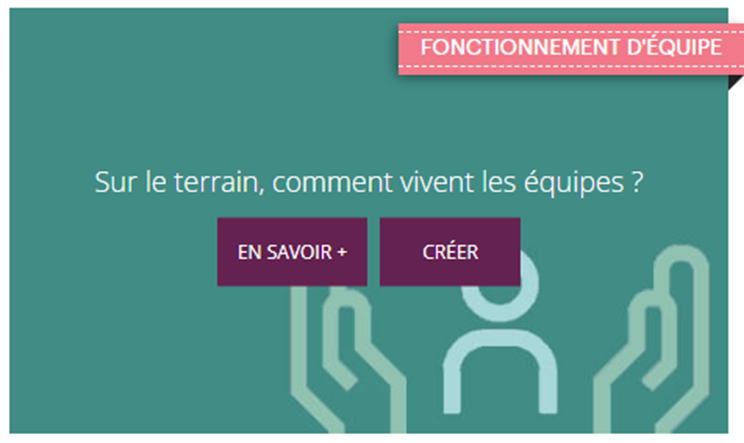 FONCTIONNEMENT D'ÉQUIPE
Sur le terrain, comment vivent les équipes ?
EN SAVOIR +
CRÉER